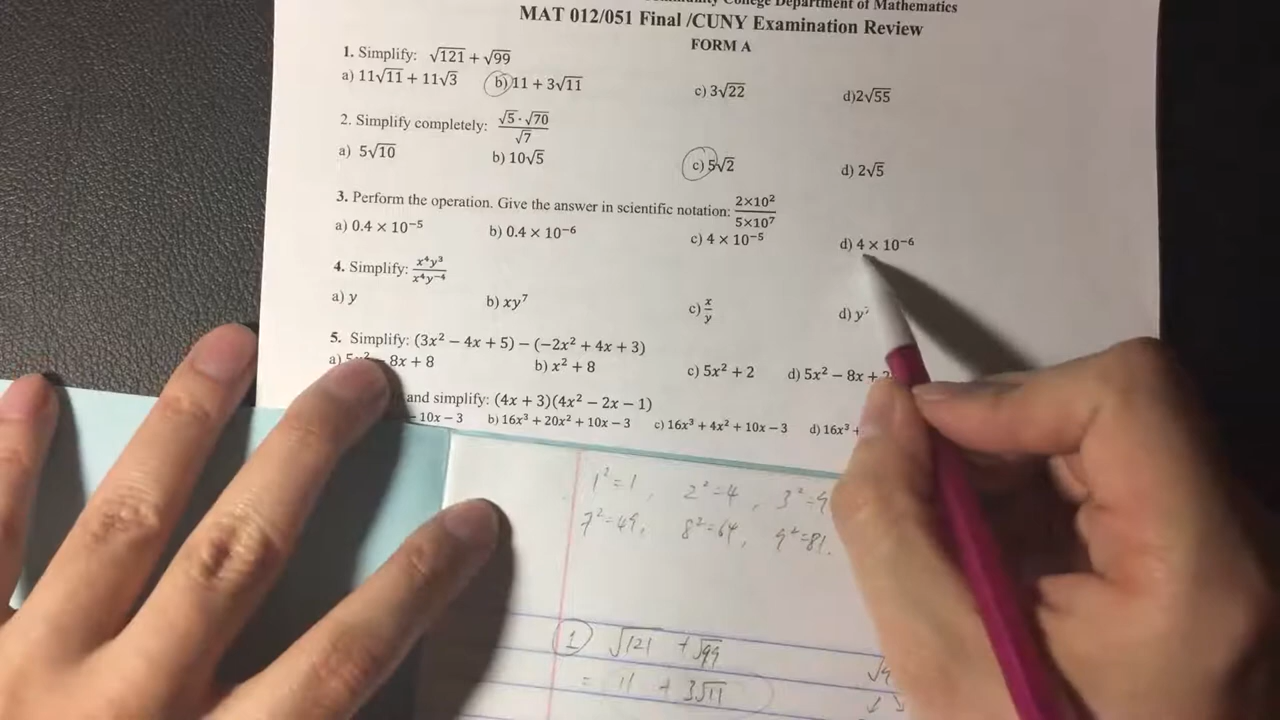 College Department of Mathematics
MAT 012/051 Final /CUNY Examination Review
FORM A
1. Simplify: √121 + √99
a) 11√11 + 11√3 b) 11 + 3√11 c) 3√22 d)2√55
2. Simplify completely: (√5·√70)/√7
a) 5√10 b) 10√5 c) 5√2 d) 2√5
3. Perform the operation. Give the answer in scientific notation: (2×10²)/(5×10⁷)
a) 0.4 × 10⁻⁵ b) 0.4 × 10⁻⁶ c) 4 × 10⁻⁵ d) 4 × 10⁻⁶
4. Simplify: (x⁴y³)/(x⁴y⁻⁴)
a) y b) xy⁷ c) x/y d) y
5. Simplify: (3x² − 4x + 5) − (−2x² + 4x + 3)
a) 8x + 8 b) x² + 8 c) 5x² + 2 d) 5x² − 8x +
and simplify: (4x + 3)(4x² − 2x − 1)
− 10x − 3 b) 16x³ + 20x² + 10x − 3 c) 16x³ + 4x² + 10x − 3 d) 16x³ +
1² = 1, 2² = 4, 3² = 9
7² = 49, 8² = 64, 9² = 81.
1 √121 + √99
= 11 + 3√11